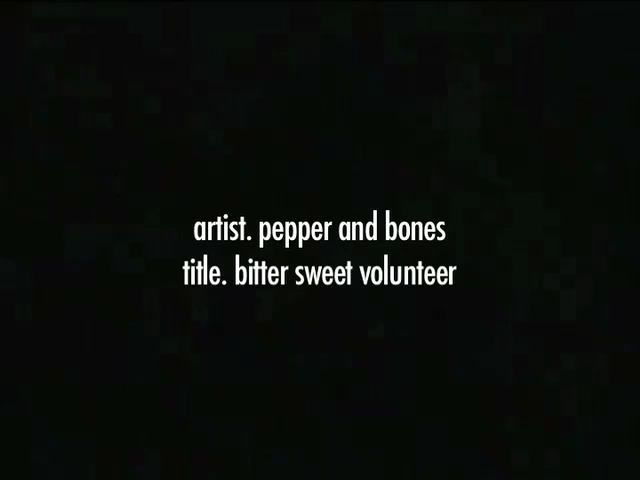 artist. pepper and bones
title. bitter sweet volunteer